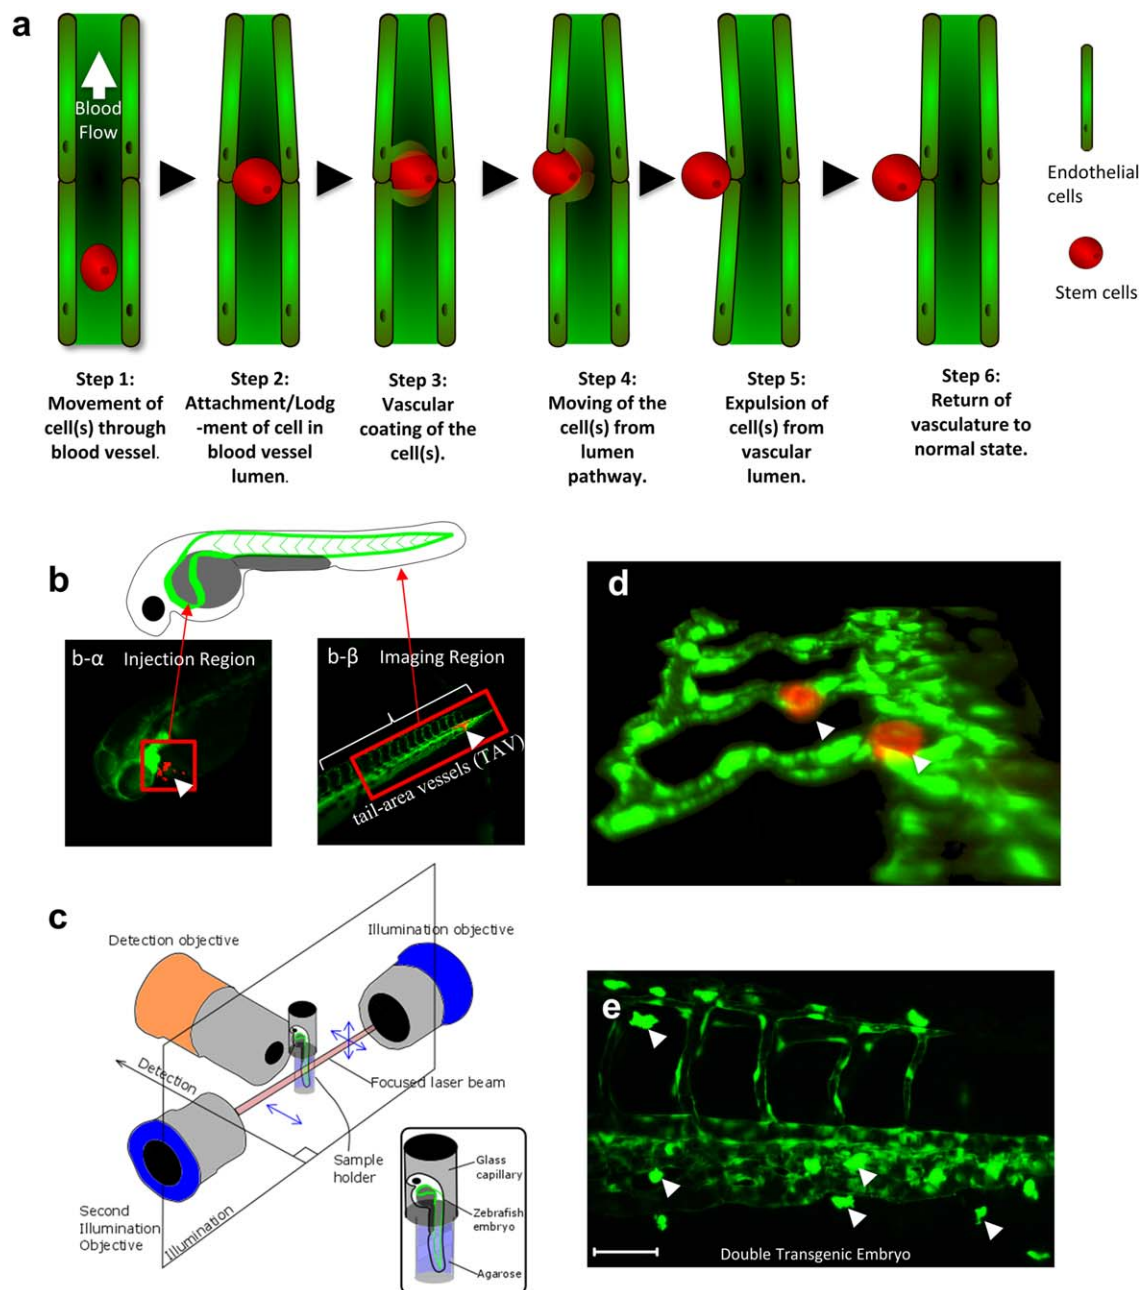 a
Blood
Flow
Endothelial
cells
Stem cells
Step 1:
Movement of
cell(s) through
blood vessel.
Step 2:
Attachment/Lodg
-ment of cell in
blood vessel
lumen.
Step 3:
Vascular
coating of the
cell(s).
Step 4:
Moving of the
cell(s) from
lumen
pathway.
Step 5:
Expulsion of
cell(s) from
vascular
lumen.
Step 6:
Return of
vasculature to
normal state.
b
b-α Injection Region
b-β Imaging Region
tail-area vessels (TAV)
c
Detection objective
Illumination objective
Detection
Focused laser beam
Sample
holder
Second
Illumination
Objective
Illumination
Glass
capillary
Zebrafish
embryo
Agarose
d
e
Double Transgenic Embryo